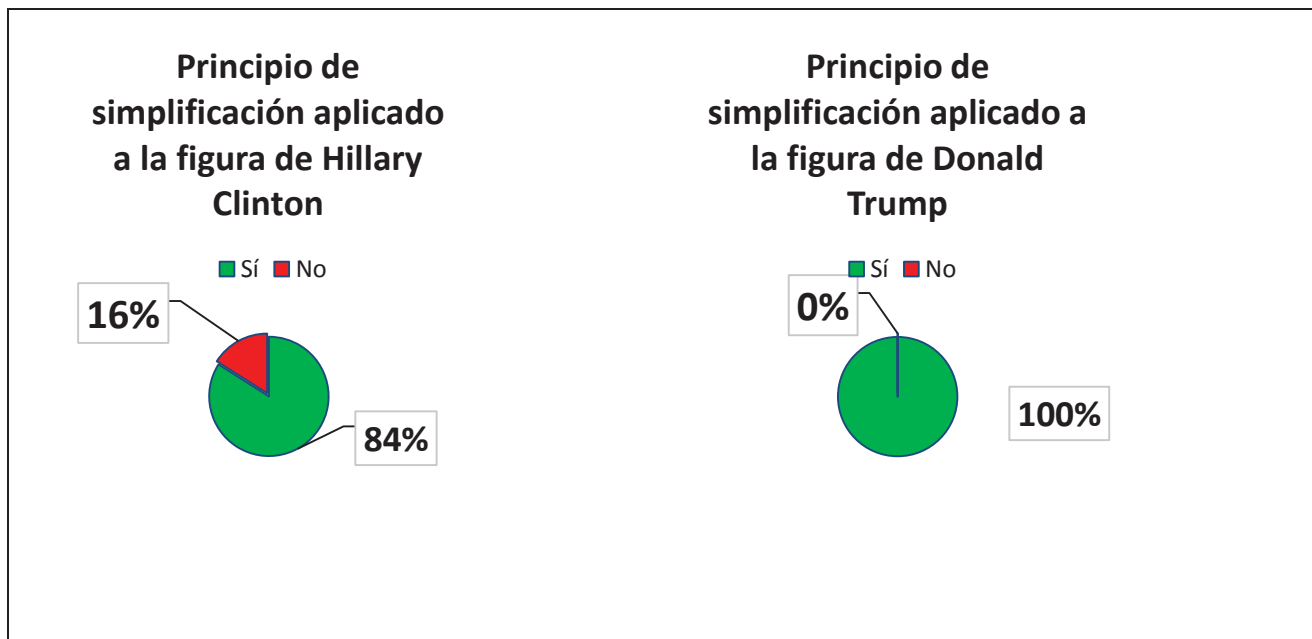 Principio de
simplificación aplicado
a la figura de Hillary
Clinton
Sí No
16%
84%
Principio de
simplificación aplicado a
la figura de Donald
Trump
Sí No
0%
100%